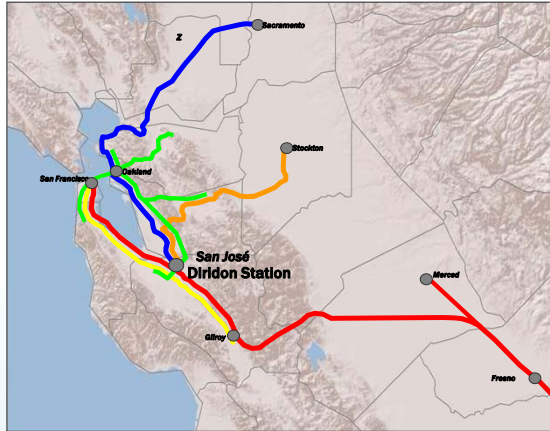 Z
Sacramento
Stockton
Oakland
San Francisco
San José
Diridon Station
Merced
Gilroy
Fresno